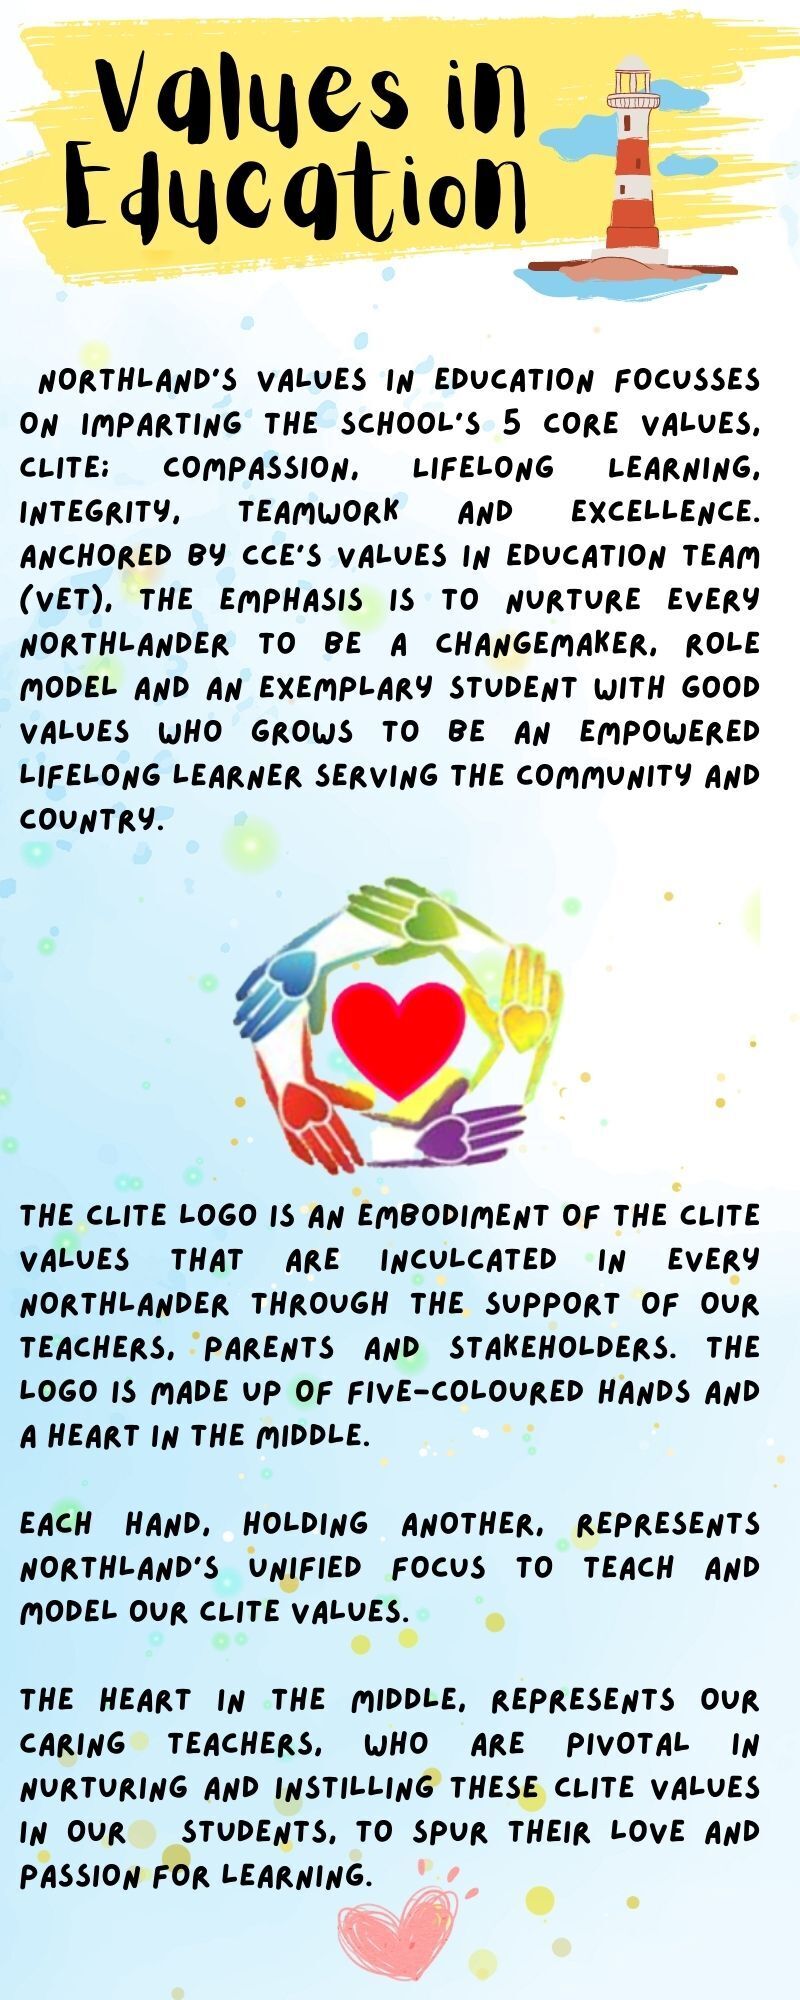 Values in
Education
NORTHLAND'S VALUES IN EDUCATION FOCUSSES
ON IMPARTING THE SCHOOL'S 5 CORE VALUES,
CLITE; COMPASSION, LIFELONG LEARNING,
INTEGRITY, TEAMWORK AND EXCELLENCE.
ANCHORED BY CCE'S VALUES IN EDUCATION TEAM
(VET), THE EMPHASIS IS TO NURTURE EVERY
NORTHLANDER TO BE A CHANGEMAKER, ROLE
MODEL AND AN EXEMPLARY STUDENT WITH GOOD
VALUES WHO GROWS TO BE AN EMPOWERED
LIFELONG LEARNER SERVING THE COMMUNITY AND
COUNTRY.
THE CLITE LOGO IS AN EMBODIMENT OF THE CLITE
VALUES THAT ARE INCULCATED IN EVERY
NORTHLANDER THROUGH THE SUPPORT OF OUR
TEACHERS, PARENTS AND STAKEHOLDERS. THE
LOGO IS MADE UP OF FIVE-COLOURED HANDS AND
A HEART IN THE MIDDLE.
EACH HAND, HOLDING ANOTHER, REPRESENTS
NORTHLAND'S UNIFIED FOCUS TO TEACH AND
MODEL OUR CLITE VALUES.
THE HEART IN THE MIDDLE, REPRESENTS OUR
CARING TEACHERS, WHO ARE PIVOTAL IN
NURTURING AND INSTILLING THESE CLITE VALUES
IN OUR STUDENTS, TO SPUR THEIR LOVE AND
PASSION FOR LEARNING.